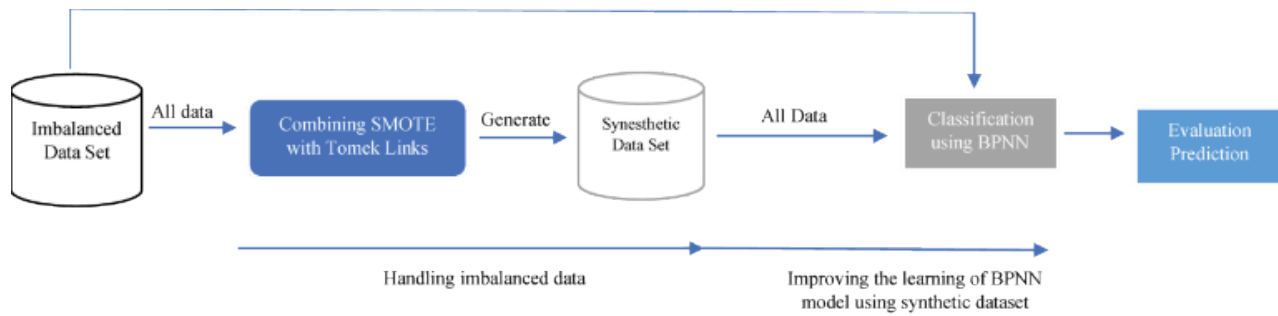 Imbalanced
Data Set
All data
Combining SMOTE
with Tomek Links
Generate
Synesthetic
Data Set
All Data
Classification
using BPNN
Evaluation
Prediction
Handling imbalanced data
Improving the learning of BPNN
model using synthetic dataset